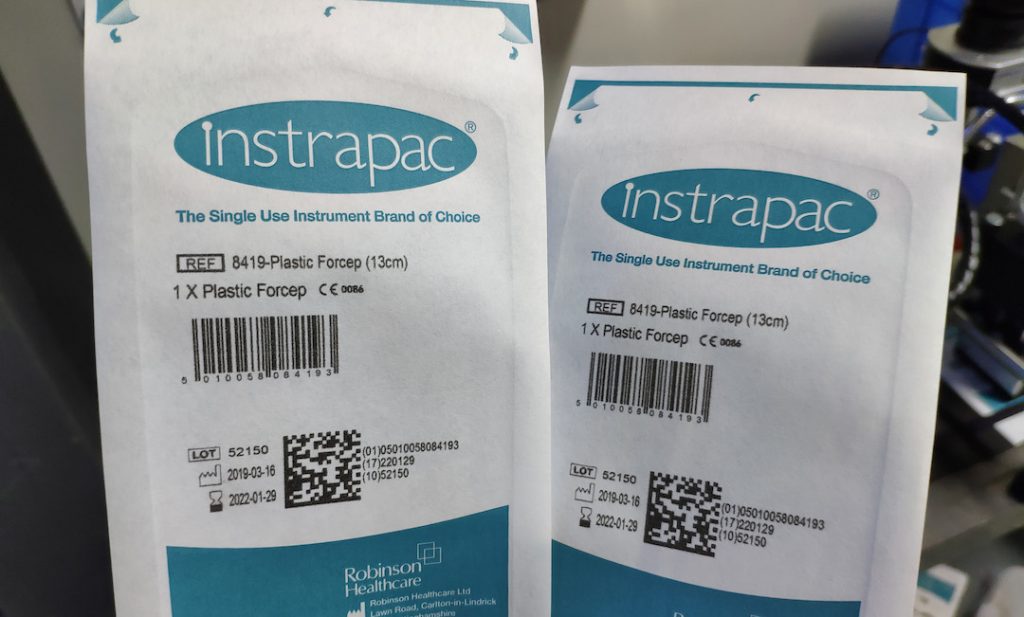 instrapac®
The Single Use Instrument Brand of Choice
REF 8419-Plastic Forcep (13cm)
1 X Plastic Forcep CE 0086
5 010058 084193
LOT 52150
2019-03-16
2022-01-29
(01)05010058084193
(17)220129
(10)52150
Robinson
Healthcare
Robinson Healthcare Ltd
Lawn Road, Carlton-in-Lindrick
instrapac®
The Single Use Instrument Brand of Choice
REF 8419-Plastic Forcep (13cm)
1 X Plastic Forcep CE 0086
5 010058 084193
LOT 52150
2019-03-16
2022-01-29
(01)05010058084193
(17)220129
(10)52150